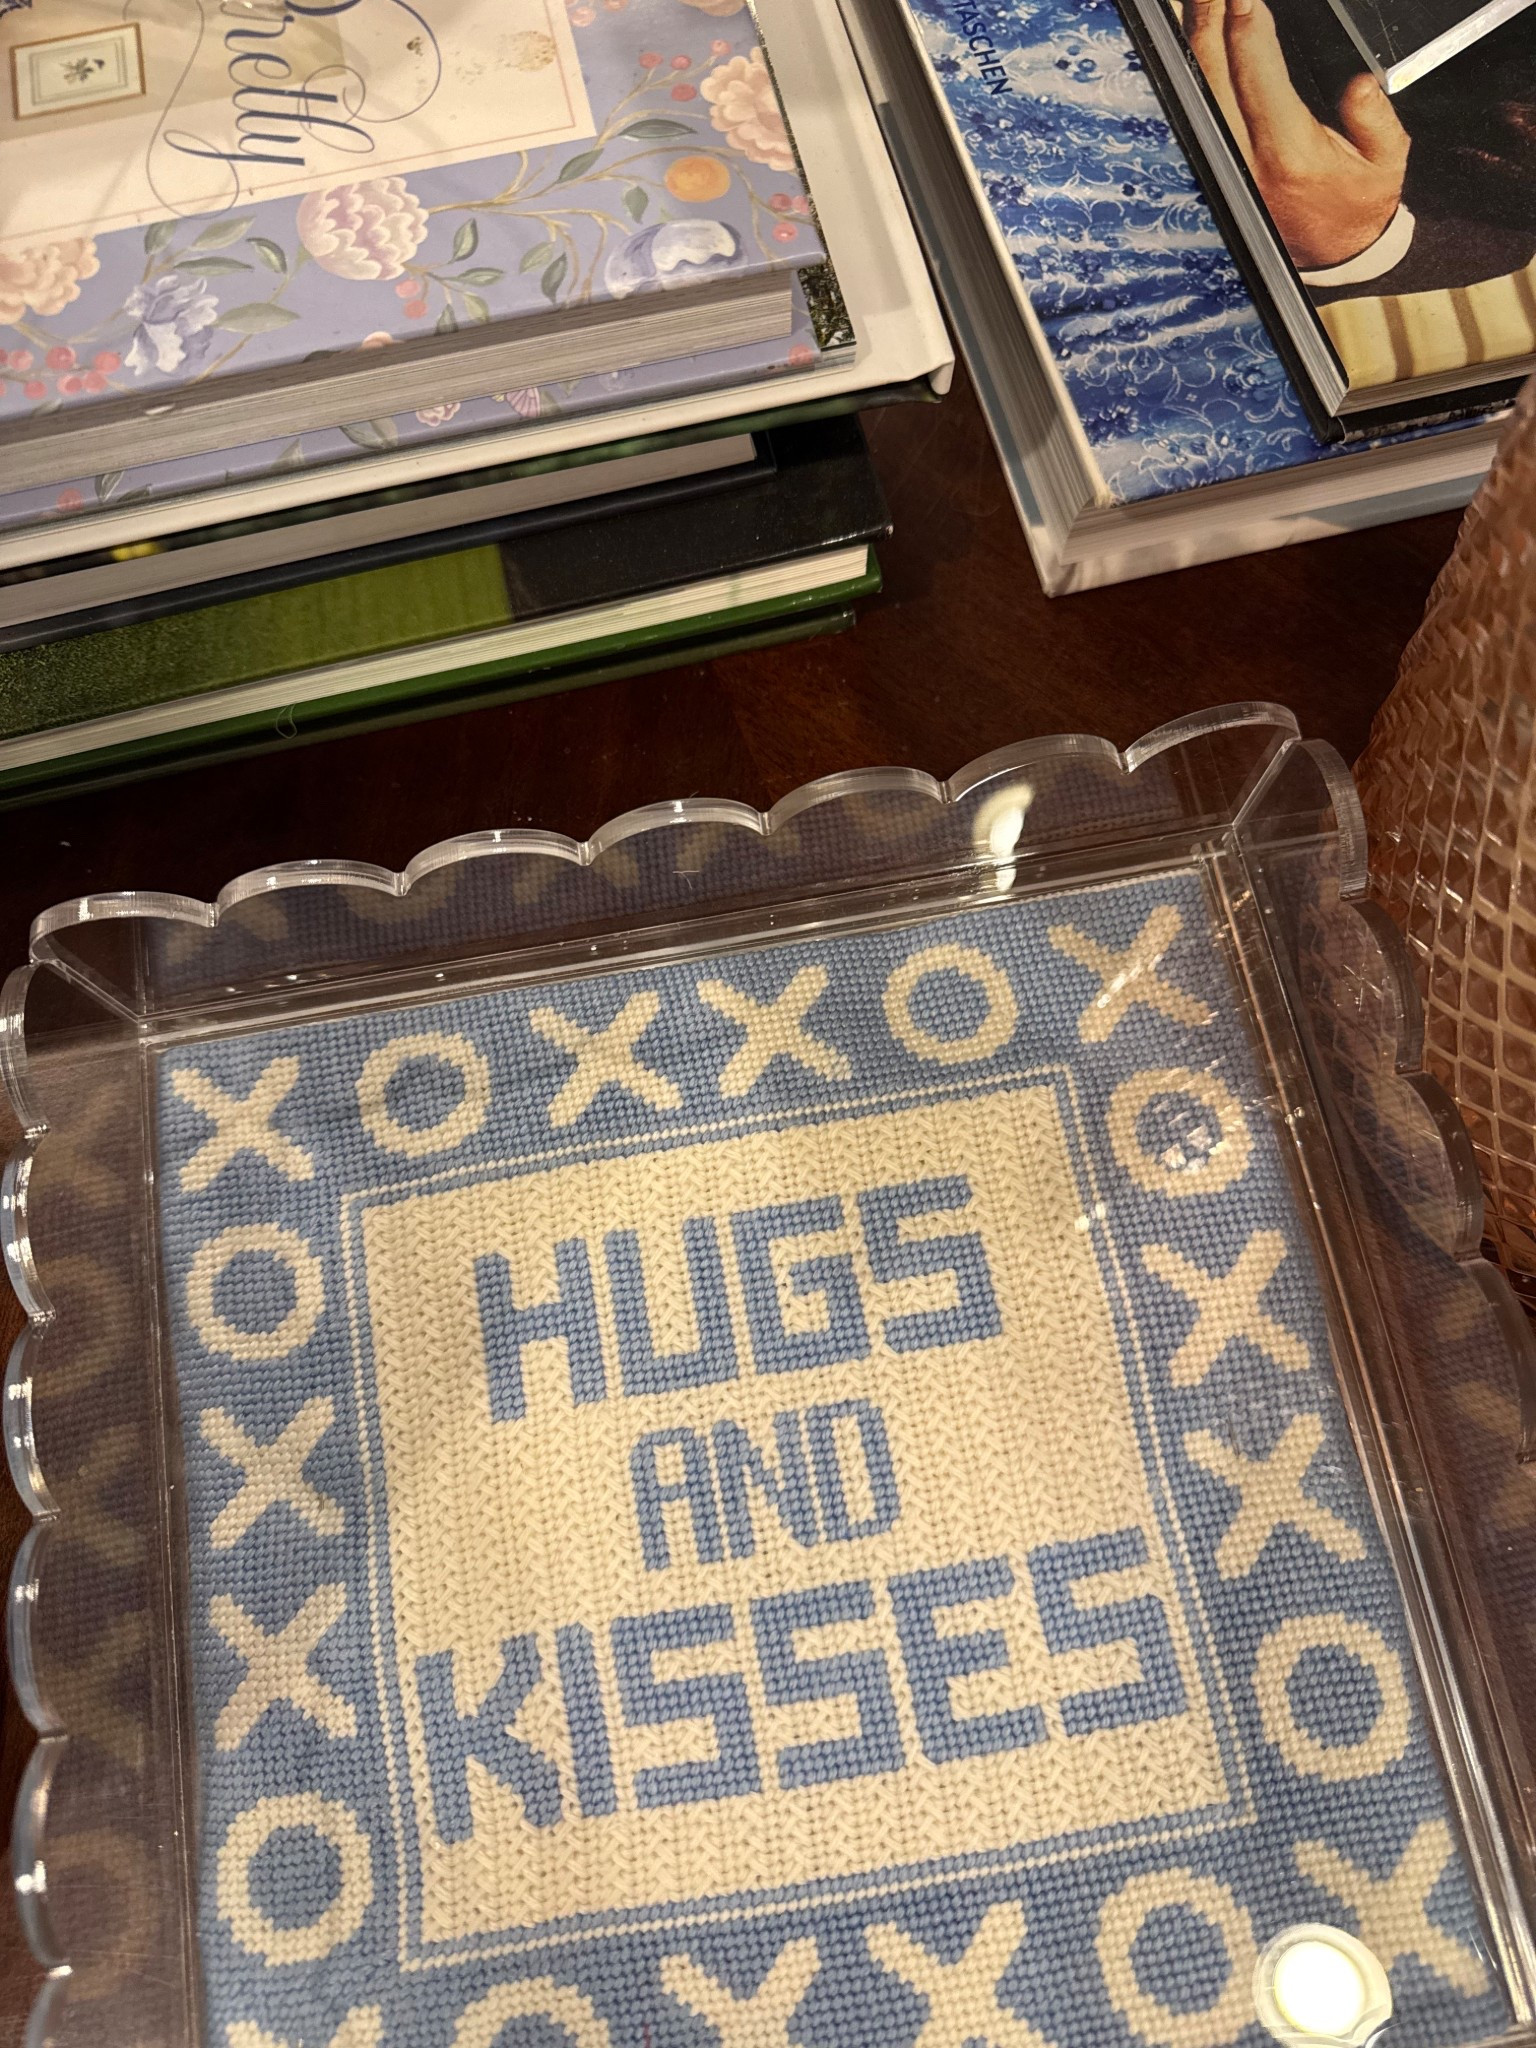 Pretty
TASCHEN
X O X X O X
HUGS
AND
KISSES
O X X O
O X X O
X O X X O X